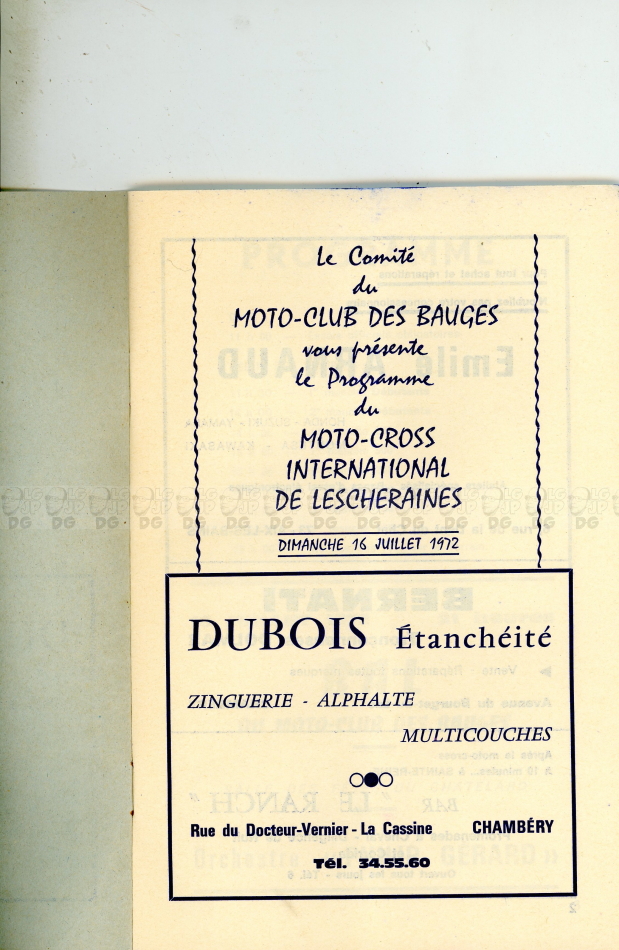 Le Comité
du
MOTO-CLUB DES BAUGES
vous présente
le Programme
du
MOTO-CROSS
INTERNATIONAL
DE LESCHERAINES
DIMANCHE 16 JUILLET 1972
DUBOIS Étanchéité
ZINGUERIE - ALPHALTE
MULTICOUCHES
Rue du Docteur-Vernier - La Cassine CHAMBÉRY
Tél. 34.55.60